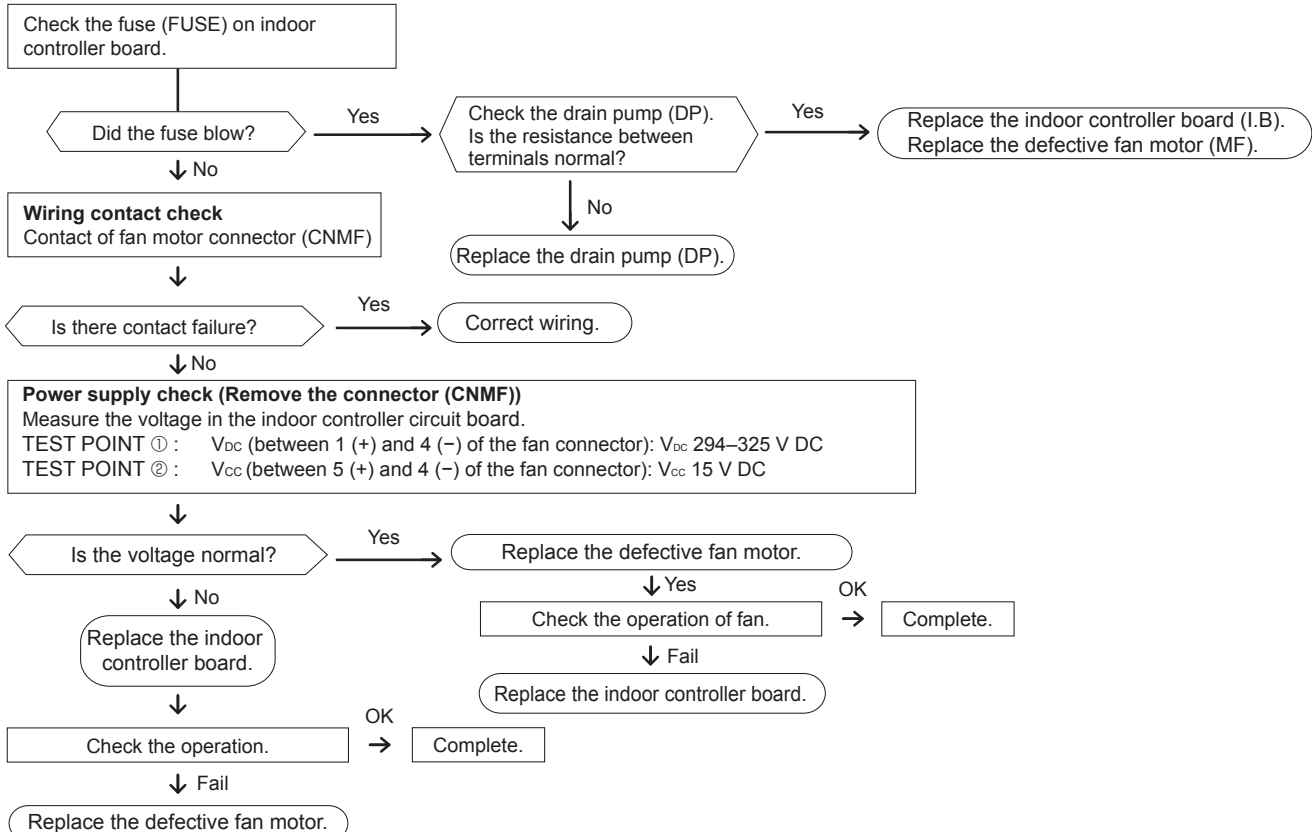 Check the fuse (FUSE) on indoor
controller board.
Did the fuse blow?
Yes
Check the drain pump (DP).
Is the resistance between
terminals normal?
Yes
Replace the indoor controller board (I.B).
Replace the defective fan motor (MF).
No
No
Replace the drain pump (DP).
Wiring contact check
Contact of fan motor connector (CNMF)
Is there contact failure?
Yes
Correct wiring.
No
Power supply check (Remove the connector (CNMF))
Measure the voltage in the indoor controller circuit board.
TEST POINT ① : VDC (between 1 (+) and 4 (−) of the fan connector): VDC 294–325 V DC
TEST POINT ② : Vcc (between 5 (+) and 4 (−) of the fan connector): Vcc 15 V DC
Is the voltage normal?
Yes
Replace the defective fan motor.
Yes
Check the operation of fan.
OK
Complete.
Fail
Replace the indoor controller board.
No
Replace the indoor
controller board.
Check the operation.
OK
Complete.
Fail
Replace the defective fan motor.